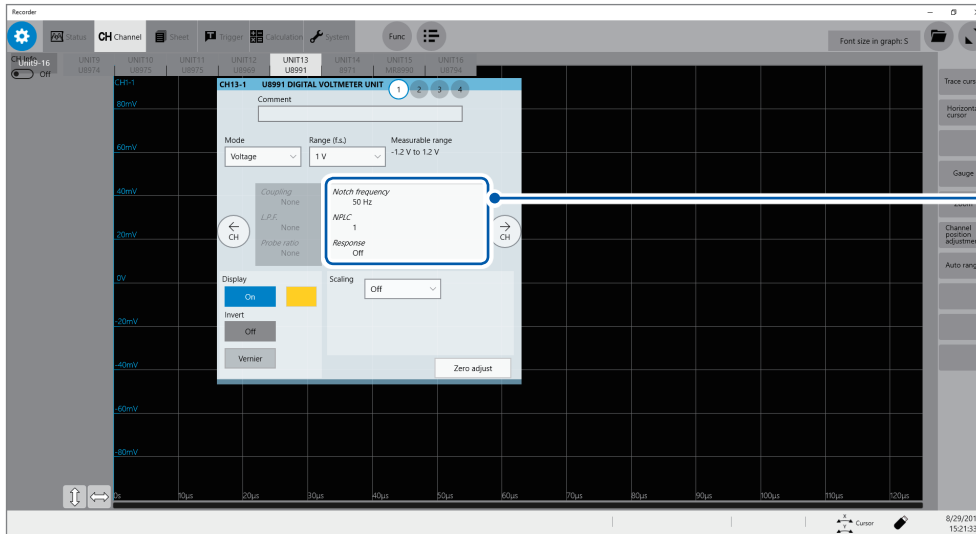 Recorder
Status
CH Channel
Sheet
Trigger
Calculation
System
Func
Font size in graph: S
Unit9-16
Off
UNIT9
U8974
UNIT10
U8975
UNIT11
U8975
UNIT12
U8969
UNIT13
U8991
UNIT14
8971
UNIT15
MR8990
UNIT16
U8794
CH13-1 U8991 DIGITAL VOLTMETER UNIT
1 2 3 4
Comment
Mode
Voltage
Range (f.s.)
1 V
Measurable range
-1.2 V to 1.2 V
Coupling
None
L.P.F.
None
Probe ratio
None
Notch frequency
50 Hz
NPLC
1
Response
Off
← CH
→ CH
Display
On
Invert
Off
Vernier
Scaling
Off
Zero adjust
CH1-1
80mV
60mV
40mV
20mV
0V
-20mV
-40mV
-60mV
-80mV
0s 10μs 20μs 30μs 40μs 50μs 60μs 70μs 80μs 90μs 100μs 110μs 120μs
Trace curs
Horizonta
cursor
Gauge
Zoom
Channel
position
adjustmen
Auto rang
X
Y
Cursor
8/29/201
15:21:33